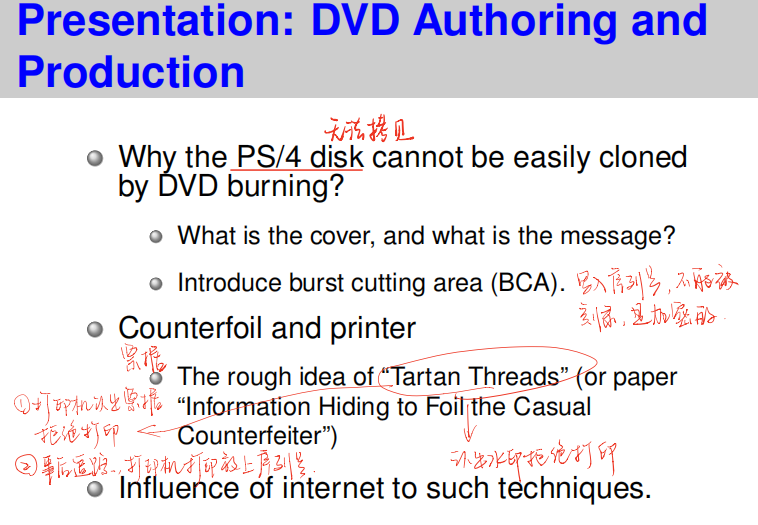 Presentation: DVD Authoring and
Production
无法拷贝
Why the PS/4 disk cannot be easily cloned
by DVD burning?
What is the cover, and what is the message?
Introduce burst cutting area (BCA).
写入序列号,不能被
刻录,是加密的.
Counterfoil and printer
票据
The rough idea of “Tartan Threads” (or paper
“Information Hiding to Foil the Casual
Counterfeiter”)
①打印机认出票据
拒绝打印
认出水印拒绝打印
②事后追踪,打印机打印教上序列号.
Influence of internet to such techniques.